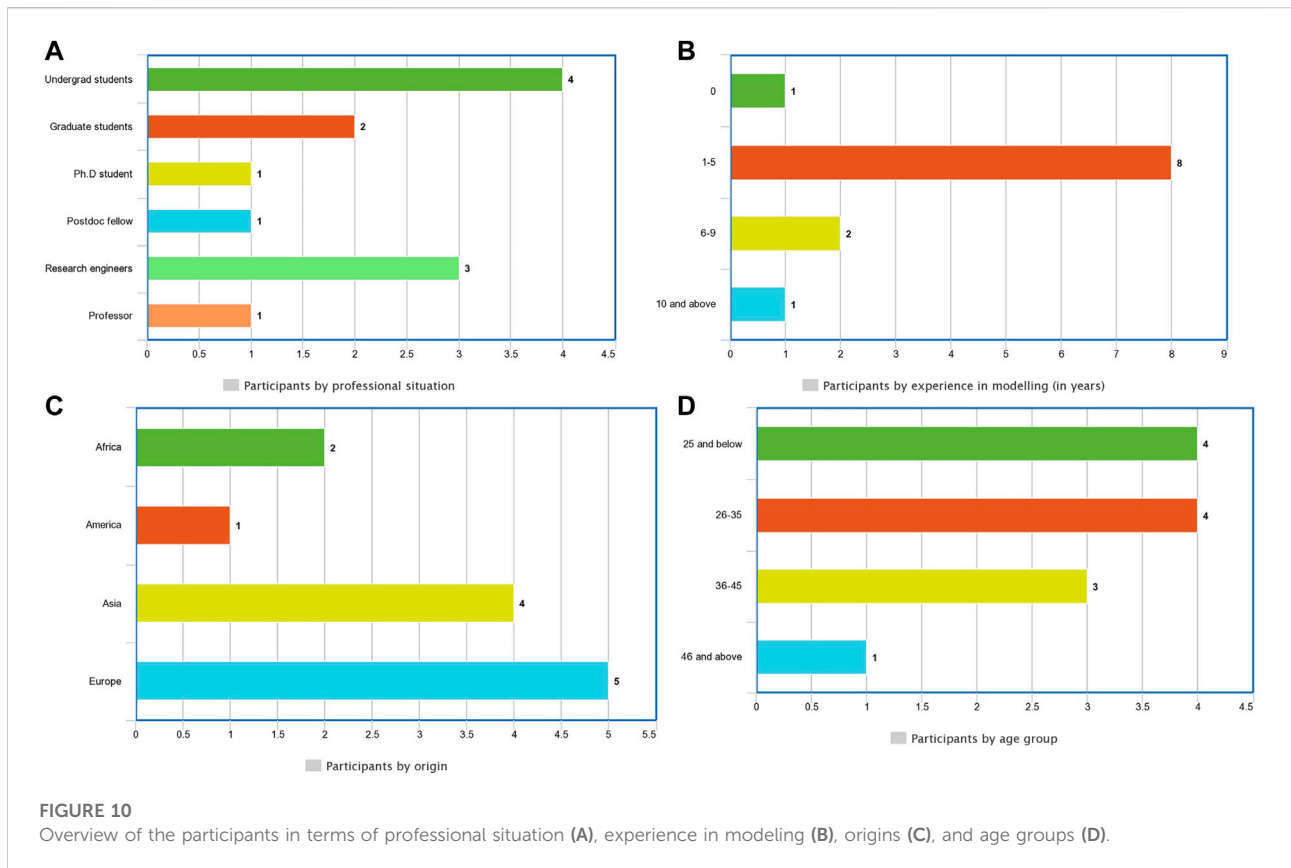 A
Undergrad students
4
Graduate students
2
Ph.D student
1
Postdoc fellow
1
Research engineers
3
Professor
1
0 0.5 1 1.5 2 2.5 3 3.5 4 4.5
Participants by professional situation
B
0
1
1-5
8
6-9
2
10 and above
1
0 1 2 3 4 5 6 7 8 9
Participants by experience in modelling (in years)
C
Africa
2
America
1
Asia
4
Europe
5
0 0.5 1 1.5 2 2.5 3 3.5 4 4.5 5 5.5
Participants by origin
D
25 and below
4
26-35
4
36-45
3
46 and above
1
0 0.5 1 1.5 2 2.5 3 3.5 4 4.5
Participants by age group
FIGURE 10
Overview of the participants in terms of professional situation (A), experience in modeling (B), origins (C), and age groups (D).